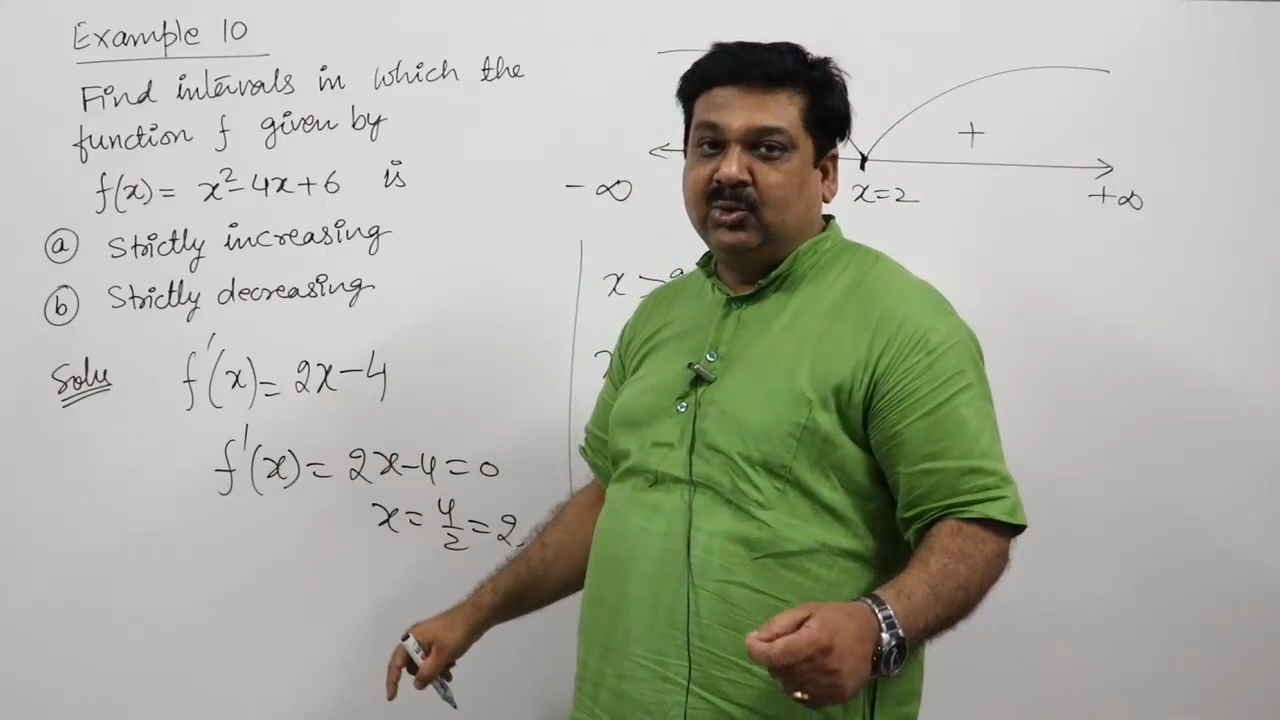 Example 10
Find intervals in which the
function f given by
f(x) = x²-4x+6 is
(a) Strictly increasing
(b) Strictly decreasing
Solu f'(x) = 2x-4
f'(x) = 2x-4 = 0
x = 4/2 = 2
+
-∞ x=2 +∞
x >